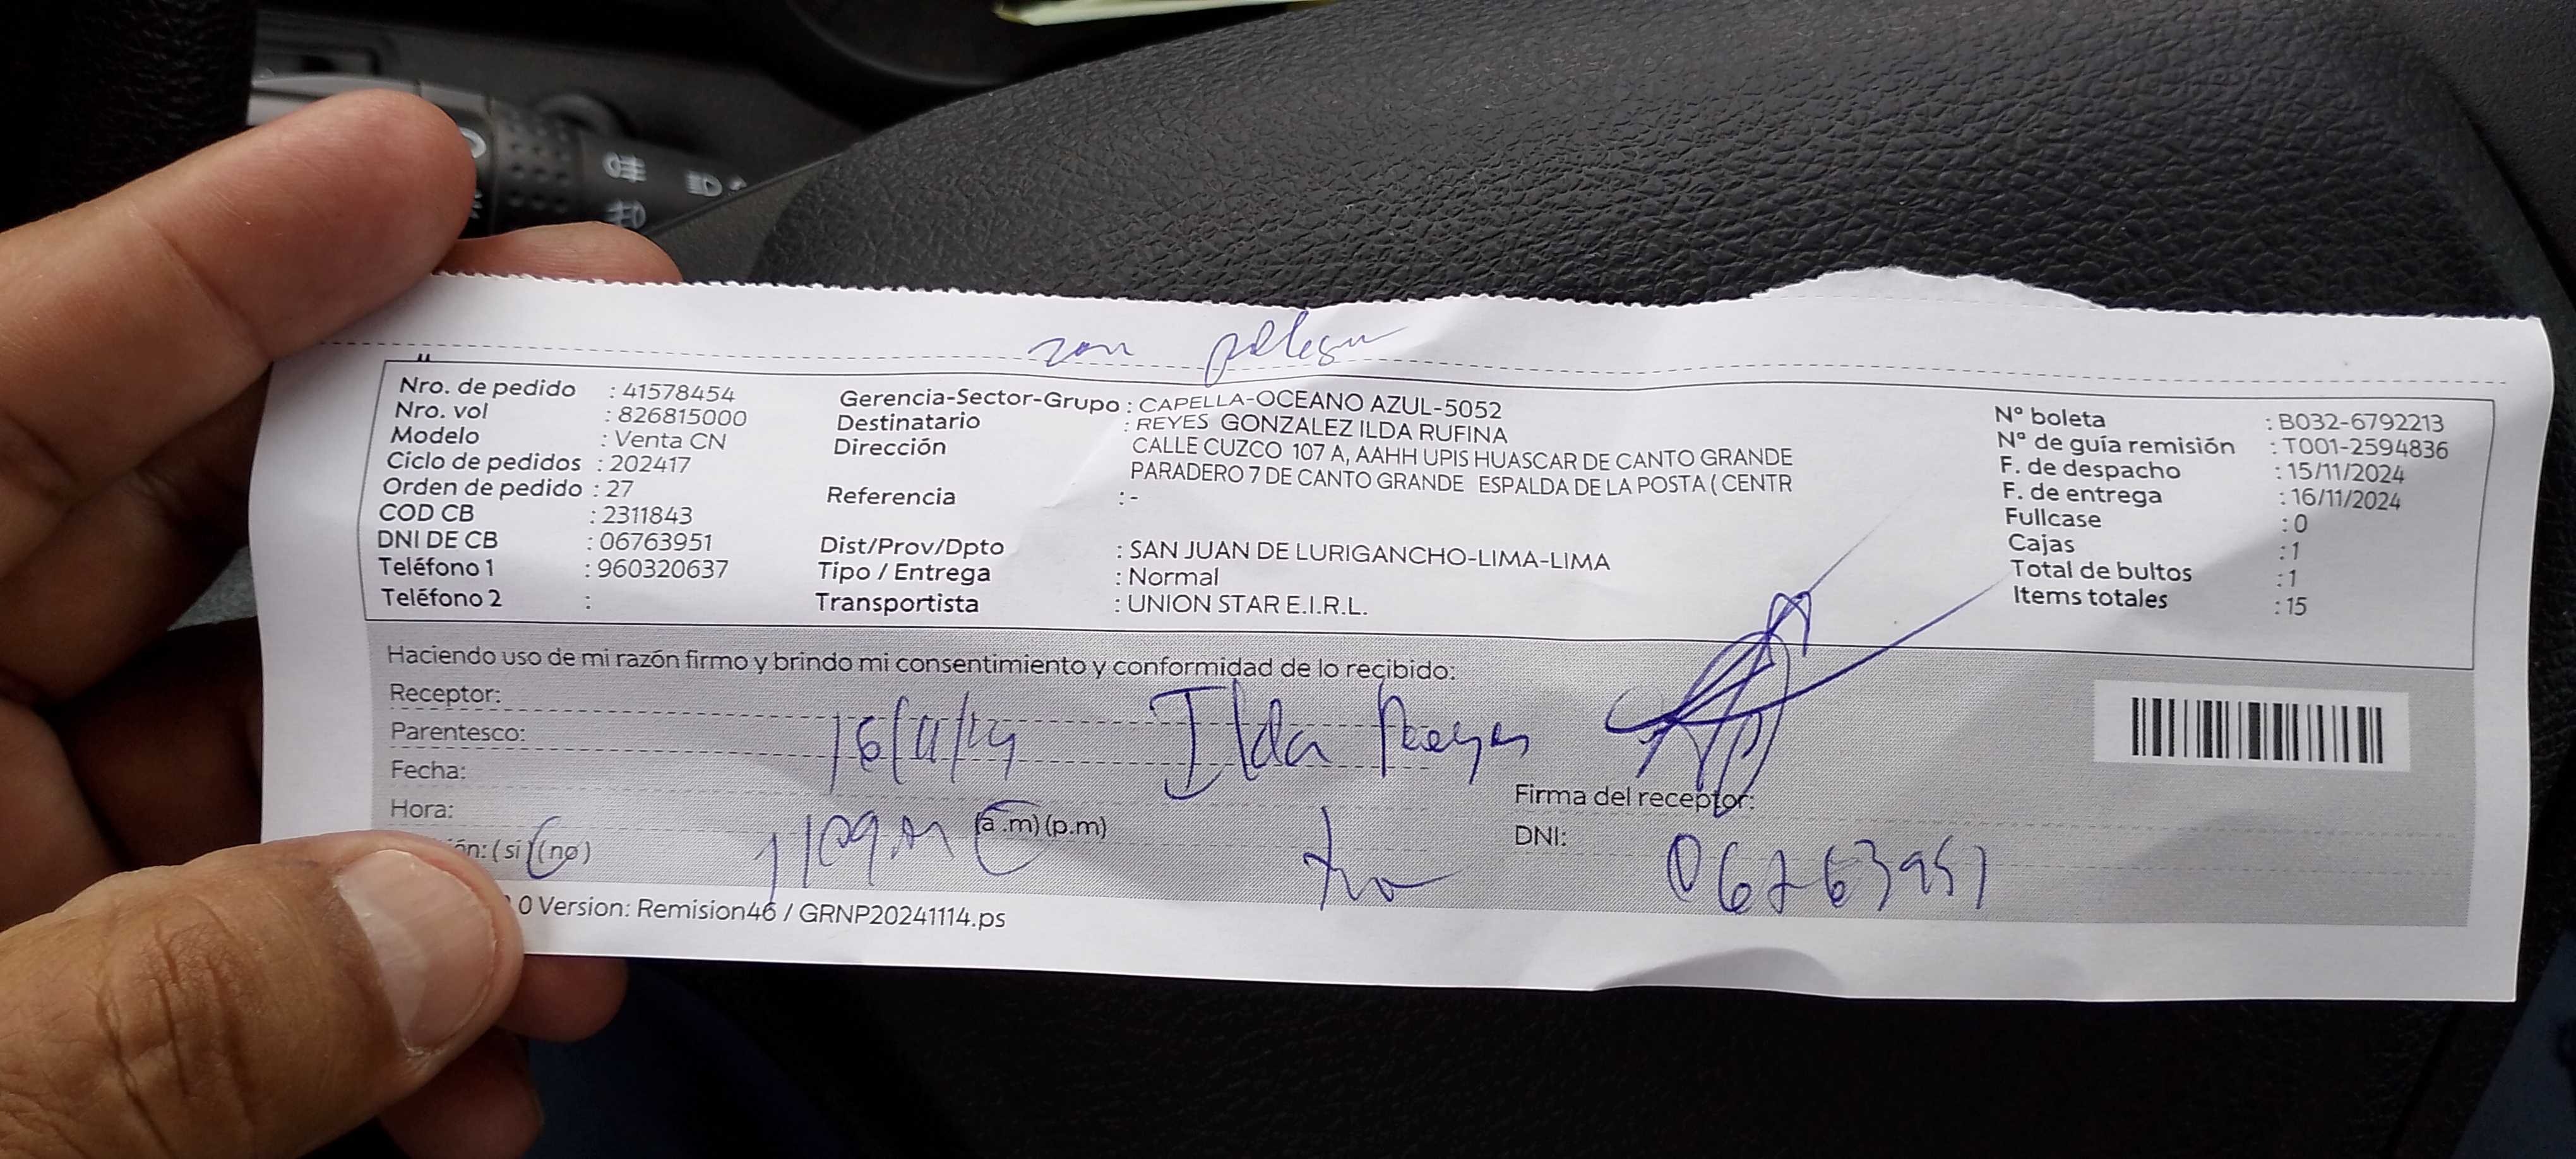 zon peligu
Nro. de pedido : 41578454
Nro. vol : 826815000
Modelo : Venta CN
Ciclo de pedidos : 202417
Orden de pedido : 27
COD CB : 2311843
DNI DE CB : 06763951
Teléfono 1 : 960320637
Teléfono 2 :
Gerencia-Sector-Grupo : CAPELLA-OCEANO AZUL-5052
Destinatario : REYES GONZALEZ ILDA RUFINA
Dirección CALLE CUZCO 107 A, AAHH UPIS HUASCAR DE CANTO GRANDE
PARADERO 7 DE CANTO GRANDE ESPALDA DE LA POSTA ( CENTR
Referencia : -
Dist/Prov/Dpto : SAN JUAN DE LURIGANCHO-LIMA-LIMA
Tipo / Entrega : Normal
Transportista : UNION STAR E.I.R.L.
N° boleta : B032-6792213
N° de guía remisión : T001-2594836
F. de despacho : 15/11/2024
F. de entrega : 16/11/2024
Fullcase : 0
Cajas : 1
Total de bultos : 1
Items totales : 15
Haciendo uso de mi razón firmo y brindo mi consentimiento y conformidad de lo recibido:
Receptor:
Parentesco: 16/11/24 Ilda Reyes
Fecha:
Firma del receptor:
Hora: (a .m) (p.m)
DNI: 06763951
ón: ( si ) (no )
0 Version: Remision46 / GRNP20241114.ps